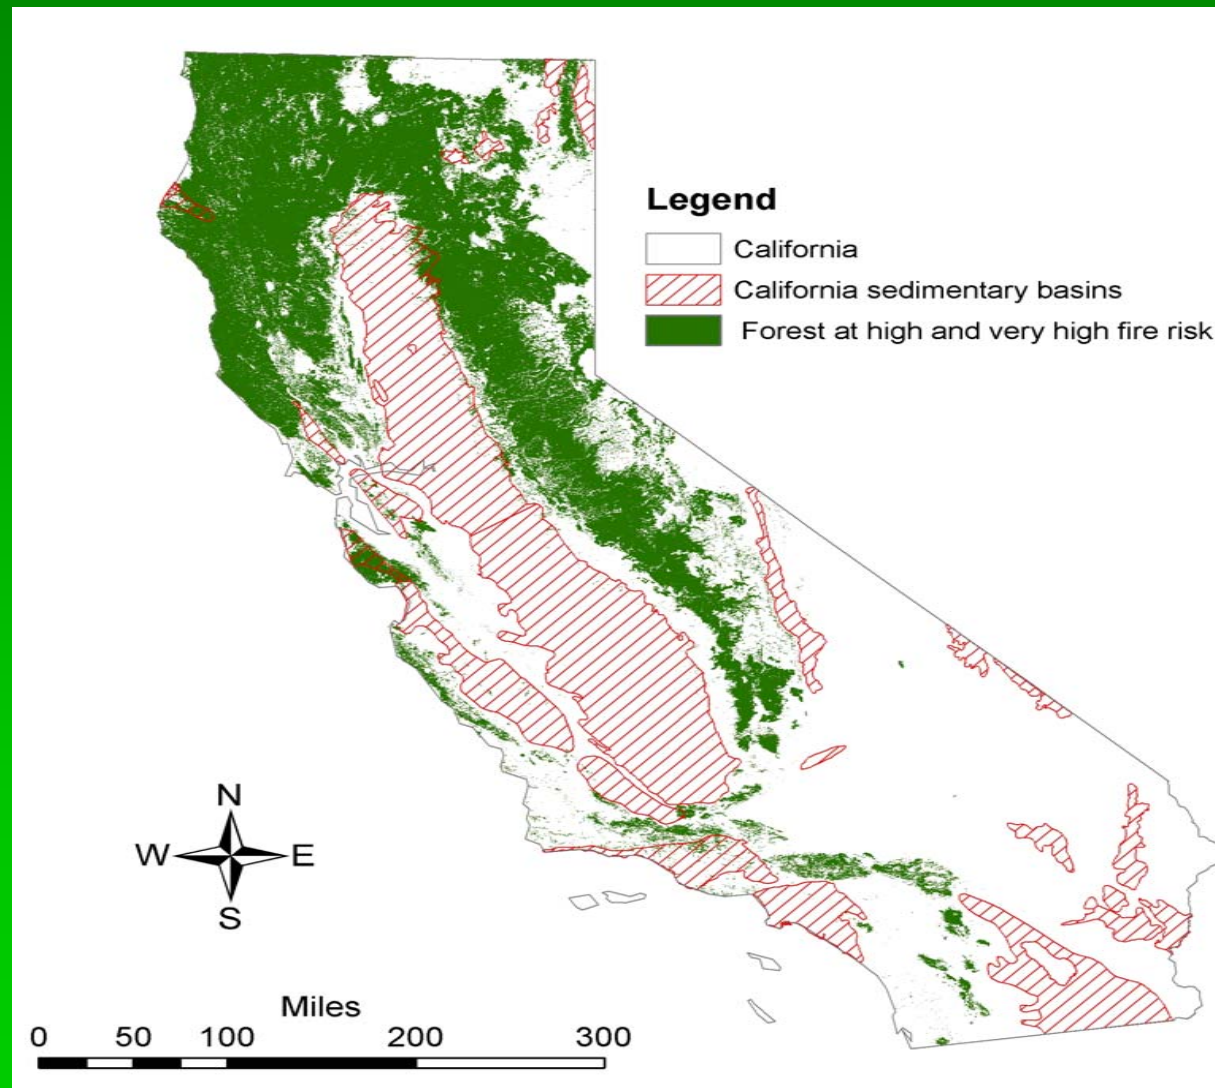 Legend
California
California sedimentary basins
Forest at high and very high fire risk
N
W E
S
Miles
0 50 100 200 300